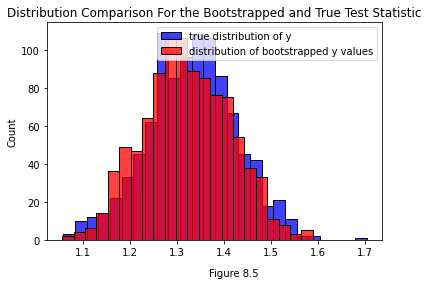 Distribution Comparison For the Bootstrapped and True Test Statistic
true distribution of y
distribution of bootstrapped y values
Count
100
80
60
40
20
0
1.1 1.2 1.3 1.4 1.5 1.6 1.7
Figure 8.5